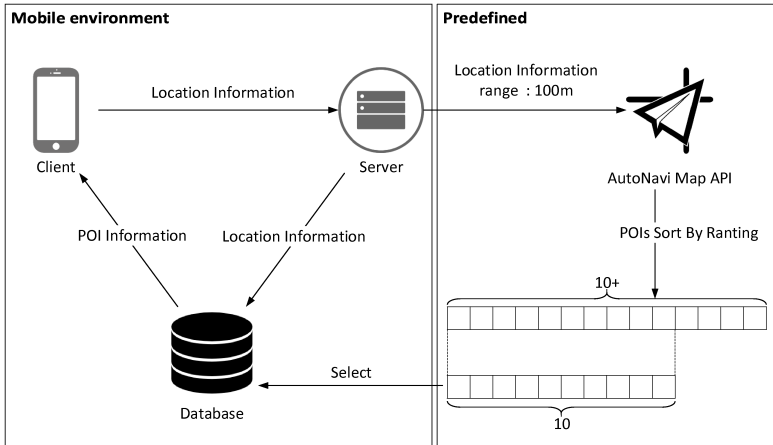 Mobile environment
Predefined
Location Information
Location Information
range : 100m
Client
Server
AutoNavi Map API
POI Information
Location Information
POIs Sort By Ranting
10+
Select
Database
10